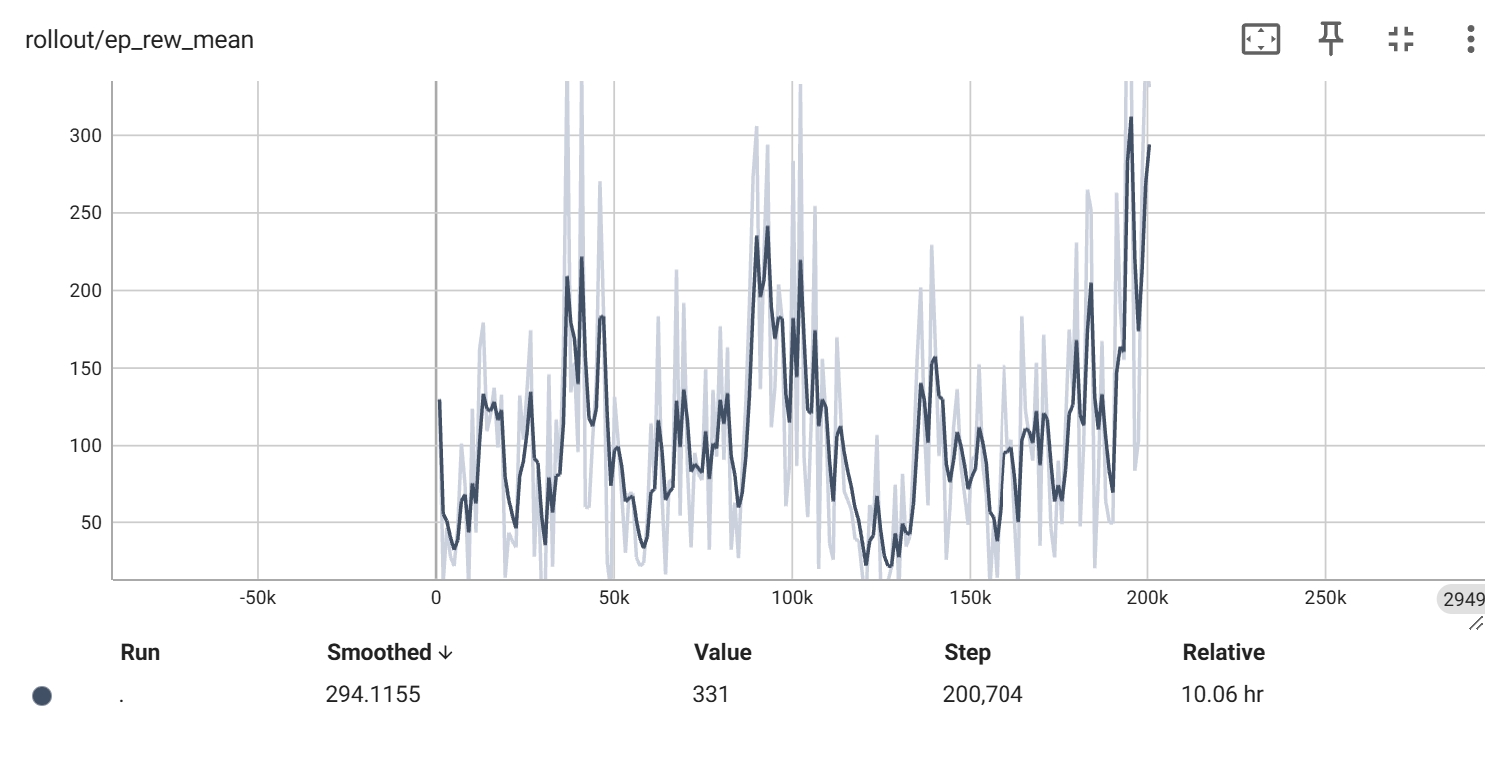 rollout/ep_rew_mean
300
250
200
150
100
50
-50k 0 50k 100k 150k 200k 250k 2949
Run Smoothed Value Step Relative
. 294.1155 331 200,704 10.06 hr